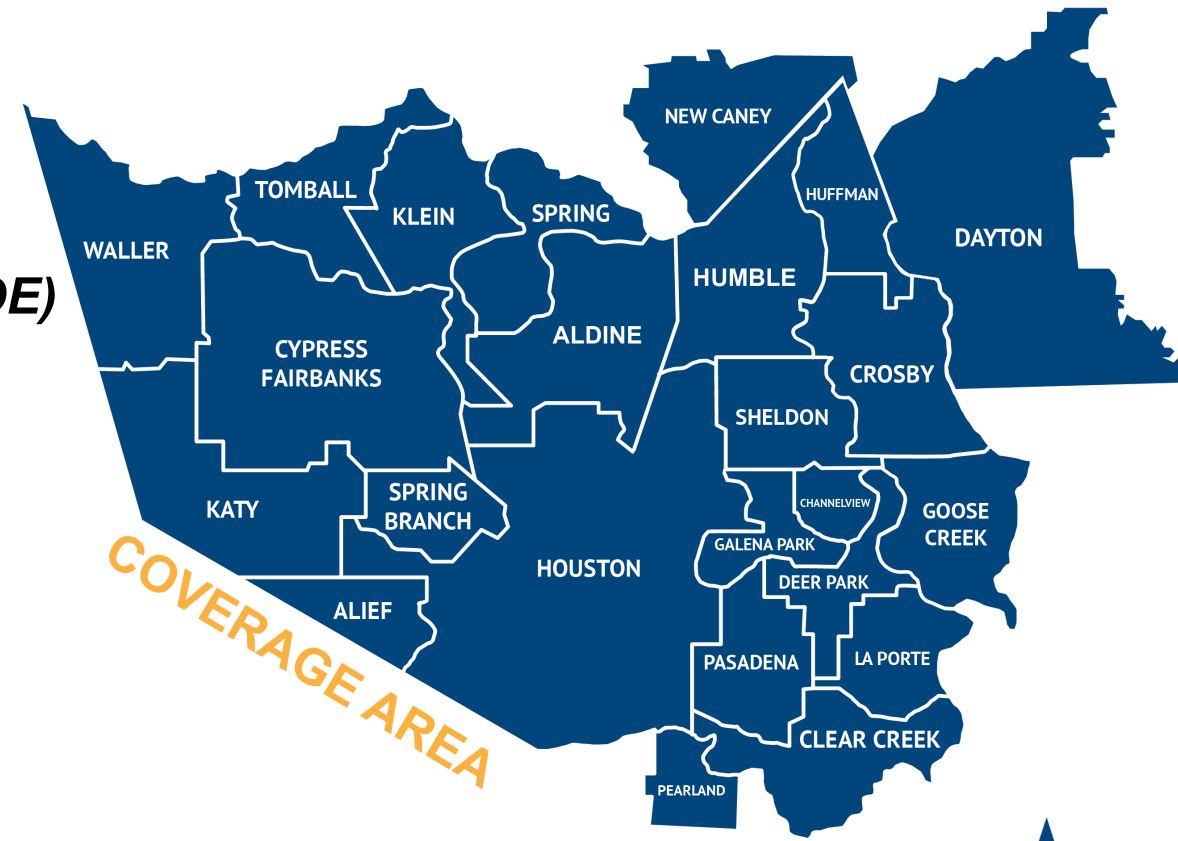 NEW CANEY
TOMBALL
HUFFMAN
KLEIN
SPRING
WALLER
DAYTON
HUMBLE
DE)
ALDINE
CYPRESS
FAIRBANKS
CROSBY
SHELDON
SPRING
BRANCH
KATY
CHANNELVIEW
GOOSE
CREEK
GALENA PARK
HOUSTON
DEER PARK
ALIEF
COVERAGE AREA
PASADENA
LA PORTE
CLEAR CREEK
PEARLAND